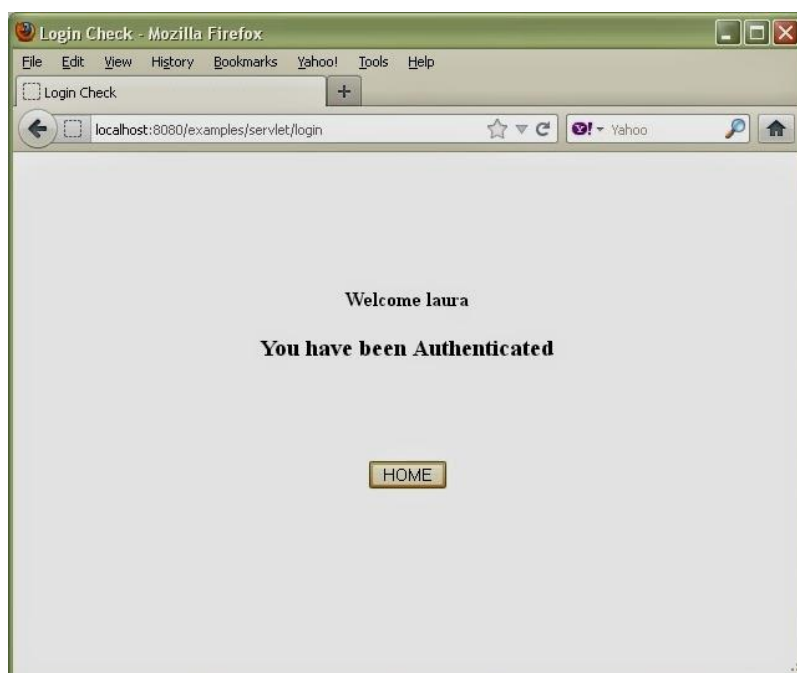 Login Check - Mozilla Firefox
File Edit View History Bookmarks Yahoo! Tools Help
Login Check +
localhost:8080/examples/servlet/login Y! Yahoo
Welcome laura
You have been Authenticated
HOME